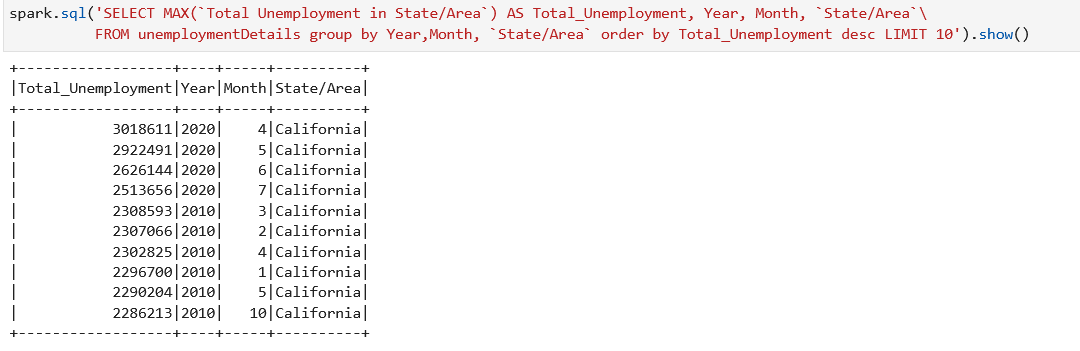 spark.sql('SELECT MAX(`Total Unemployment in State/Area`) AS Total_Unemployment, Year, Month, `State/Area`\
          FROM unemploymentDetails group by Year,Month, `State/Area` order by Total_Unemployment desc LIMIT 10').show()
+------------------+----+-----+----------+
|Total_Unemployment|Year|Month|State/Area|
+------------------+----+-----+----------+
|           3018611|2020|    4|California|
|           2922491|2020|    5|California|
|           2626144|2020|    6|California|
|           2513656|2020|    7|California|
|           2308593|2010|    3|California|
|           2307066|2010|    2|California|
|           2302825|2010|    4|California|
|           2296700|2010|    1|California|
|           2290204|2010|    5|California|
|           2286213|2010|   10|California|
+------------------+----+-----+----------+